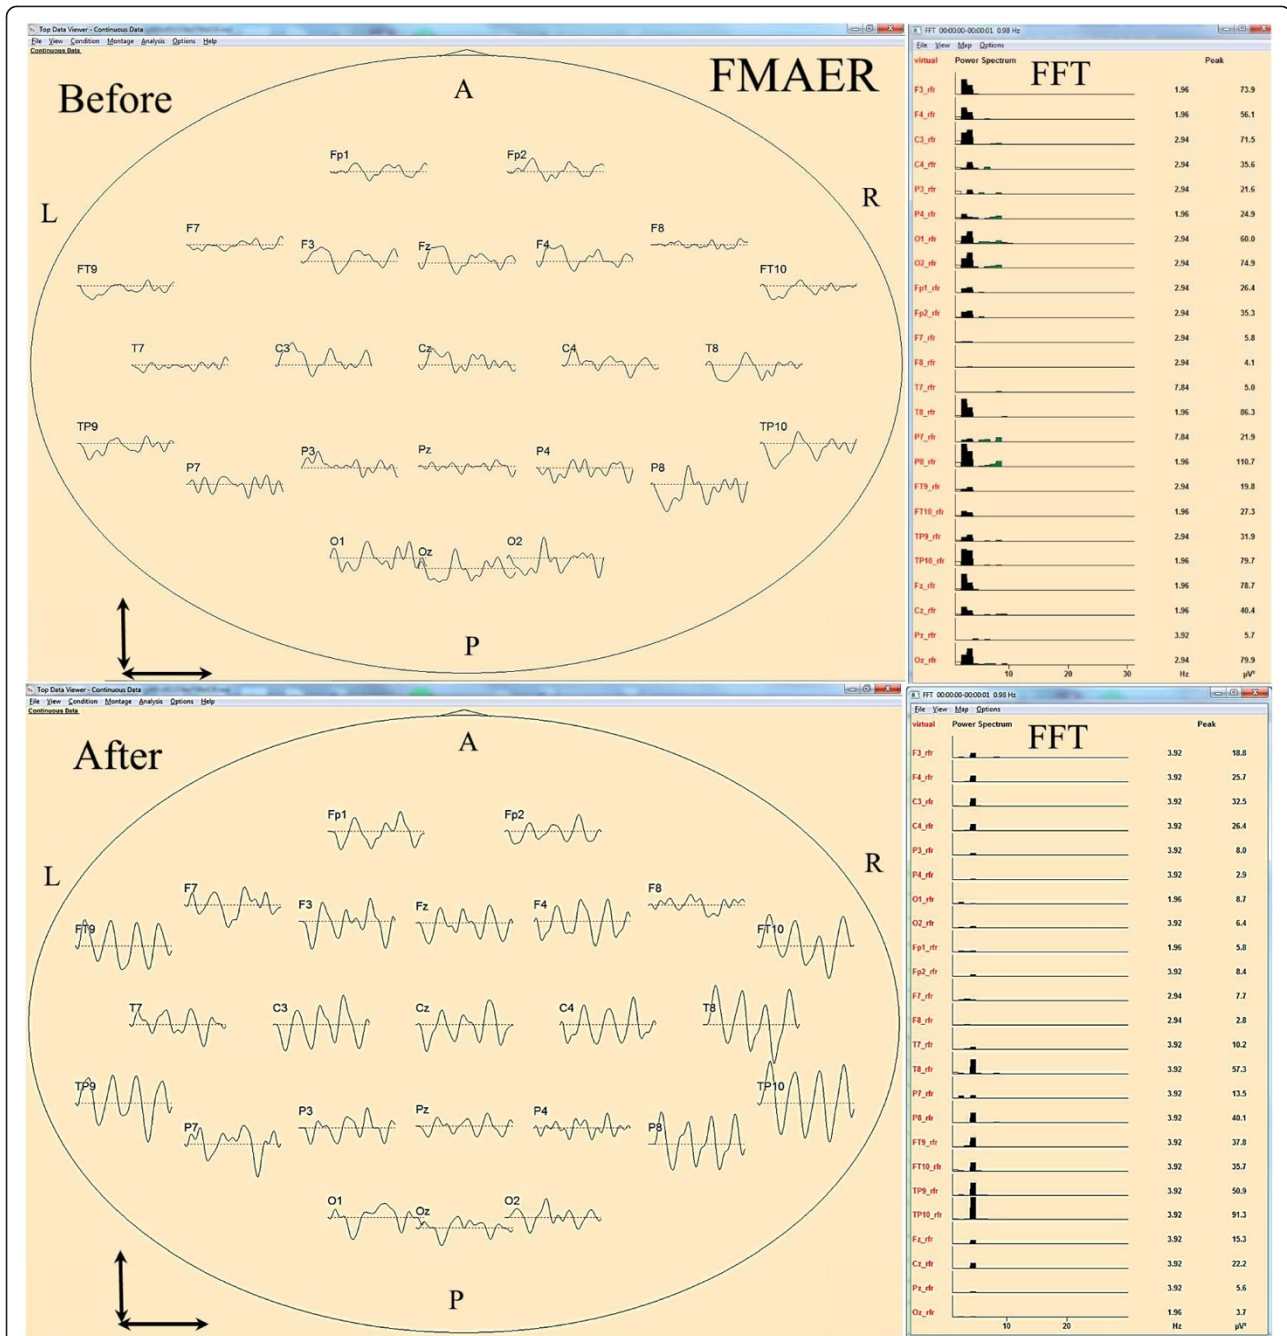 Top Data Viewer - Continuous Data
File View Condition Montage Analysis Options Help
Continuous Data
Before
FMAER
A
L
R
P
Fp1 Fp2
F7 F3 Fz F4 F8
FT9 FT10
T7 C3 Cz C4 T8
TP9 TP10
P7 P3 Pz P4 P8
O1 Oz O2
FFT 00:00:00-00:00:01 0.98 Hz
File View Map Options
virtual Power Spectrum Peak
FFT
F3_rfr 1.96 73.9
F4_rfr 1.96 56.1
C3_rfr 2.94 71.5
C4_rfr 2.94 35.6
P3_rfr 2.94 21.6
P4_rfr 1.96 24.9
O1_rfr 2.94 60.0
O2_rfr 2.94 74.9
Fp1_rfr 2.94 26.4
Fp2_rfr 2.94 35.3
F7_rfr 2.94 5.8
F8_rfr 2.94 4.1
T7_rfr 7.84 5.0
T8_rfr 1.96 86.3
P7_rfr 7.84 21.9
P8_rfr 1.96 110.7
FT9_rfr 2.94 19.8
FT10_rfr 1.96 27.3
TP9_rfr 2.94 31.9
TP10_rfr 1.96 79.7
Fz_rfr 1.96 78.7
Cz_rfr 1.96 40.4
Pz_rfr 3.92 5.7
Oz_rfr 2.94 79.9
10 20 30 Hz µV²
Top Data Viewer - Continuous Data
File View Condition Montage Analysis Options Help
Continuous Data
After
A
L
R
P
Fp1 Fp2
F7 F3 Fz F4 F8
FT9 FT10
T7 C3 Cz C4 T8
TP9 TP10
P7 P3 Pz P4 P8
O1 Oz O2
FFT 00:00:00-00:00:01 0.98 Hz
File View Map Options
virtual Power Spectrum Peak
FFT
F3_rfr 3.92 18.8
F4_rfr 3.92 25.7
C3_rfr 3.92 32.5
C4_rfr 3.92 26.4
P3_rfr 3.92 8.0
P4_rfr 3.92 2.9
O1_rfr 1.96 8.7
O2_rfr 3.92 6.4
Fp1_rfr 1.96 5.8
Fp2_rfr 3.92 8.4
F7_rfr 2.94 7.7
F8_rfr 2.94 2.8
T7_rfr 3.92 10.2
T8_rfr 3.92 57.3
P7_rfr 3.92 13.5
P8_rfr 3.92 40.1
FT9_rfr 3.92 37.8
FT10_rfr 3.92 35.7
TP9_rfr 3.92 50.9
TP10_rfr 3.92 91.3
Fz_rfr 3.92 15.3
Cz_rfr 3.92 22.2
Pz_rfr 3.92 5.6
Oz_rfr 1.96 3.7
10 20 Hz µV²